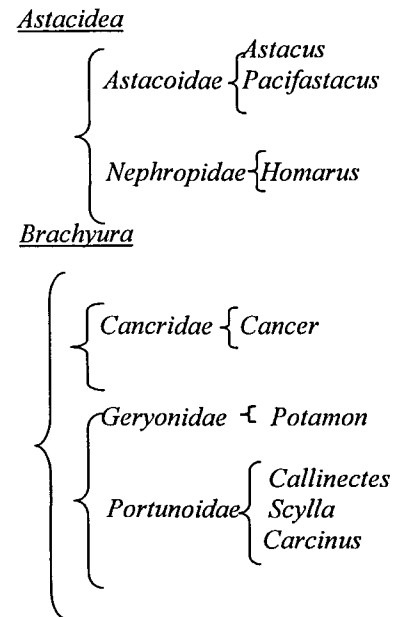 Astacidea
Astacus
Astacoidae Pacifastacus
Nephropidae Homarus
Brachyura
Cancridae Cancer
Geryonidae Potamon
Callinectes
Portunoidae Scylla
Carcinus